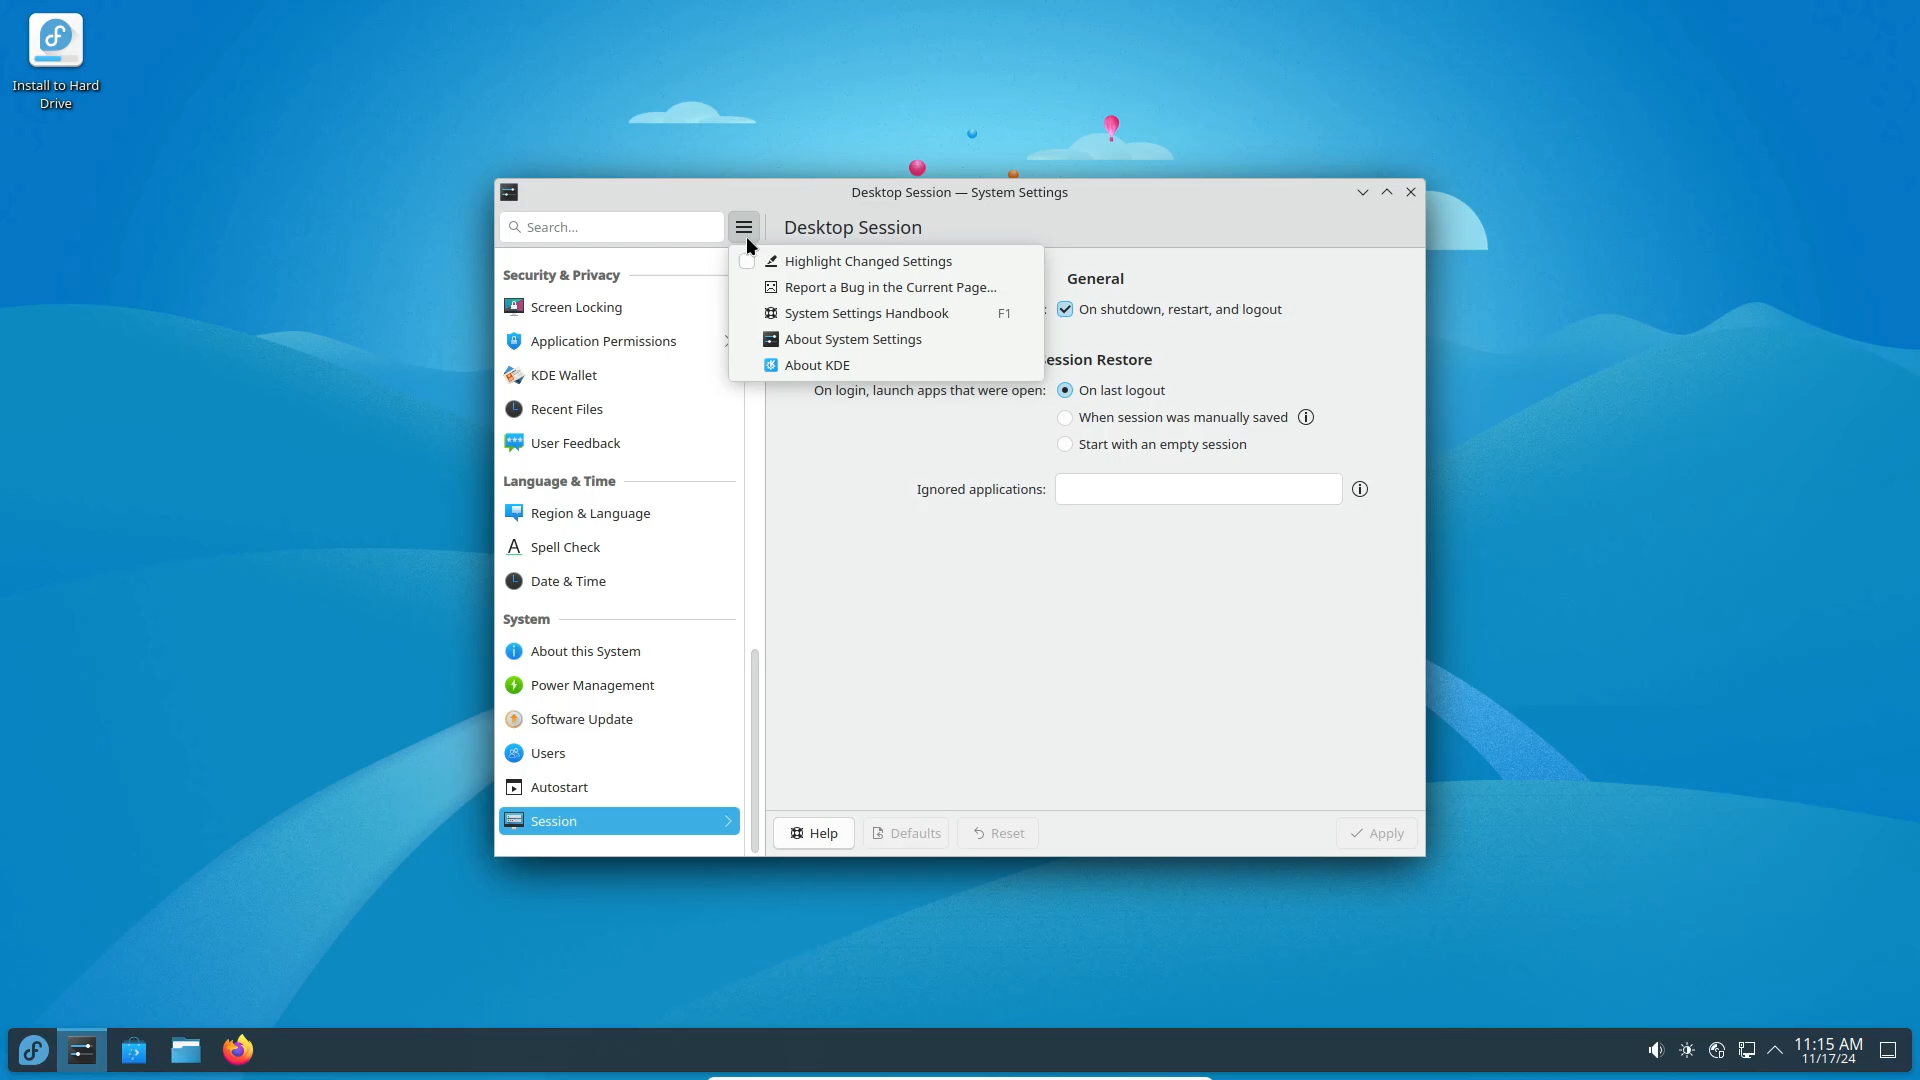 Install to Hard
Drive
Desktop Session — System Settings
Search...
Desktop Session
Highlight Changed Settings
Report a Bug in the Current Page...
System Settings Handbook F1
About System Settings
About KDE
Security & Privacy
Screen Locking
Application Permissions
KDE Wallet
Recent Files
User Feedback
Language & Time
Region & Language
Spell Check
Date & Time
System
About this System
Power Management
Software Update
Users
Autostart
Session
General
: On shutdown, restart, and logout
ession Restore
On login, launch apps that were open: On last logout
When session was manually saved
Start with an empty session
Ignored applications:
Help
Defaults
Reset
Apply
11:15 AM
11/17/24